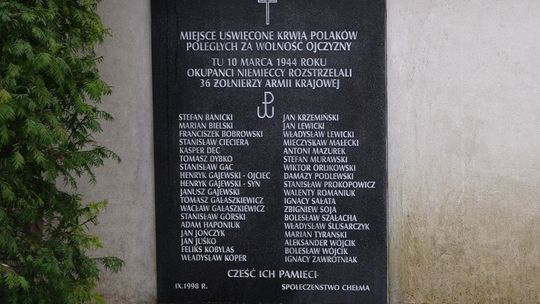 MIEJSCE UŚWIĘCONE KRWIĄ POLAKÓW
POLEGŁYCH ZA WOLNOŚĆ OJCZYZNY
TU 10 MARCA 1944 ROKU
OKUPANCI NIEMIECCY ROZSTRZELALI
36 ŻOŁNIERZY ARMII KRAJOWEJ
STEFAN BANICKI
MARIAN BIELSKI
FRANCISZEK BOBROWSKI
STANISŁAW CIECIERA
KASPER DEC
TOMASZ DYBKO
STANISŁAW GAC
HENRYK GAJEWSKI - OJCIEC
HENRYK GAJEWSKI - SYN
JANUSZ GAJEWSKI
TOMASZ GAŁASZKIEWICZ
WACŁAW GAŁASZKIEWICZ
STANISŁAW GÓRSKI
ADAM HAPONIUK
JAN JOŃCZYK
JAN JUŚKO
FELIKS KOBYLAS
WŁADYSŁAW KOPER
JAN KRZEMIŃSKI
JAN LEWICKI
WŁADYSŁAW LEWICKI
MIECZYSŁAW MAŁECKI
ANTONI MAZUREK
STEFAN MURAWSKI
WIKTOR ORLIKOWSKI
DAMAZY PODLEWSKI
STANISŁAW PROKOPOWICZ
WALENTY ROMANIUK
IGNACY SAŁATA
ZBIGNIEW SOJA
BOLESŁAW SZAŁACHA
WŁADYSŁAW ŚLUSARCZYK
MARIAN TYRAŃSKI
ALEKSANDER WÓJCIK
BOLESŁAW WÓJCIK
IGNACY ZAWROTNIAK
CZEŚĆ ICH PAMIĘCI
IX.1998 R. SPOŁECZEŃSTWO CHEŁMA